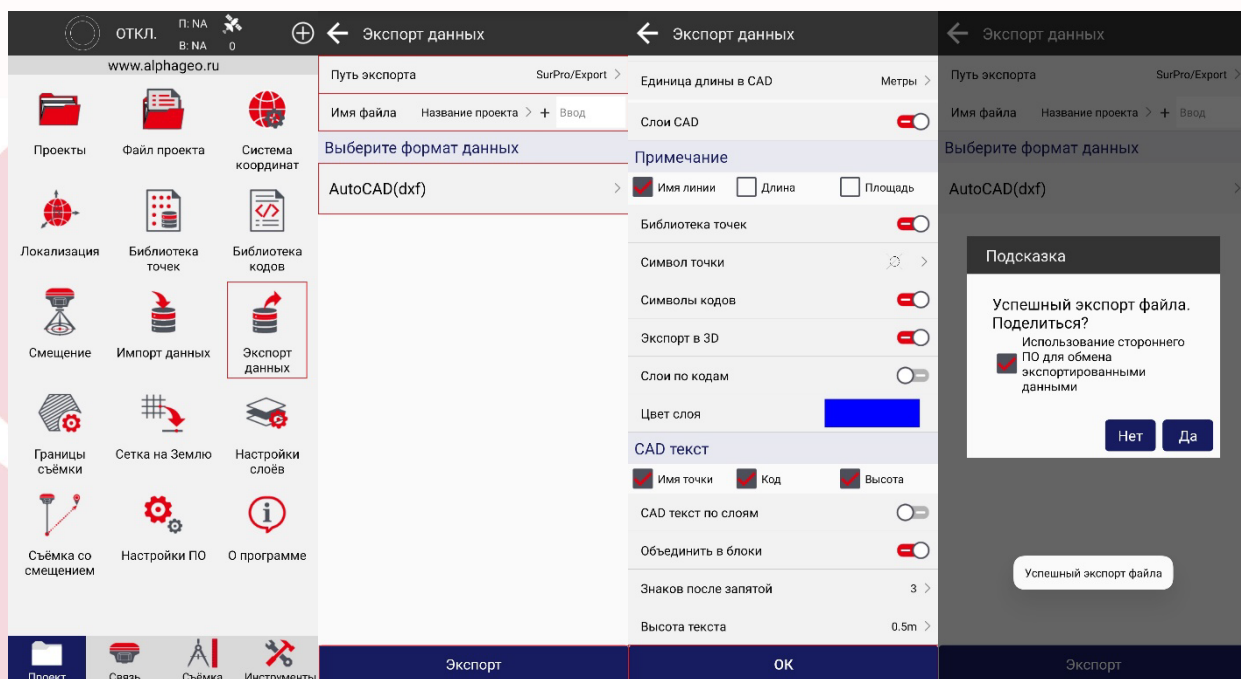 ОТКЛ.
П: NA
В: NA
0
www.alphageo.ru
Проекты
Файл проекта
Система
координат
Локализация
Библиотека
точек
Библиотека
кодов
Смещение
Импорт данных
Экспорт
данных
Границы
съёмки
Сетка на Землю
Настройки
слоёв
Съёмка со
смещением
Настройки ПО
О программе
Проект
Связь
Съёмка
Инструменты
Экспорт данных
Путь экспорта
SurPro/Export >
Имя файла
Название проекта > + Ввод
Выберите формат данных
AutoCAD(dxf) >
Экспорт
Экспорт данных
Единица длины в CAD
Метры >
Слои CAD
Примечание
Имя линии
Длина
Площадь
Библиотека точек
Символ точки >
Символы кодов
Экспорт в 3D
Слои по кодам
Цвет слоя
CAD текст
Имя точки
Код
Высота
CAD текст по слоям
Объединить в блоки
Знаков после запятой
3 >
Высота текста
0.5m >
ОК
Экспорт данных
Путь экспорта
SurPro/Export >
Имя файла
Название проекта > + Ввод
Выберите формат данных
AutoCAD(dxf) >
Подсказка
Успешный экспорт файла.
Поделиться?
Использование стороннего
ПО для обмена
экспортированными
данными
Нет
Да
Успешный экспорт файла
Экспорт